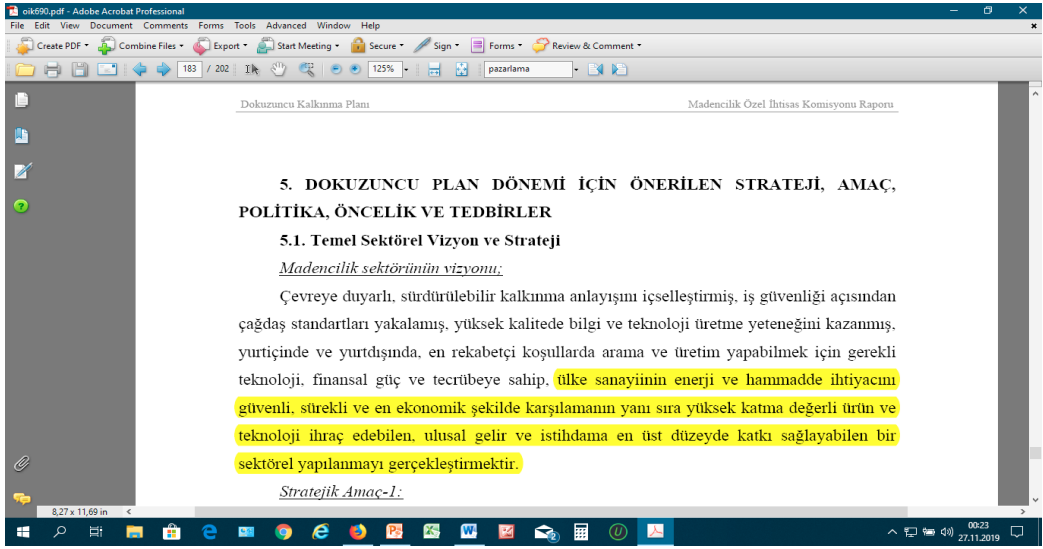 oik690.pdf - Adobe Acrobat Professional
File Edit View Document Comments Forms Tools Advanced Window Help
Create PDF Combine Files Export Start Meeting Secure Sign Forms Review & Comment
183 / 202 125% pazarlama
Dokuzuncu Kalkınma Planı Madencilik Özel İhtisas Komisyonu Raporu
5. DOKUZUNCU PLAN DÖNEMİ İÇİN ÖNERİLEN STRATEJİ, AMAÇ,
POLİTİKA, ÖNCELİK VE TEDBİRLER
5.1. Temel Sektörel Vizyon ve Strateji
Madencilik sektörünün vizyonu;
Çevreye duyarlı, sürdürülebilir kalkınma anlayışını içselleştirmiş, iş güvenliği açısından
çağdaş standartları yakalamış, yüksek kalitede bilgi ve teknoloji üretme yeteneğini kazanmış,
yurtiçinde ve yurtdışında, en rekabetçi koşullarda arama ve üretim yapabilmek için gerekli
teknoloji, finansal güç ve tecrübeye sahip, ülke sanayiinin enerji ve hammadde ihtiyacını
güvenli, sürekli ve en ekonomik şekilde karşılamanın yanı sıra yüksek katma değerli ürün ve
teknoloji ihraç edebilen, ulusal gelir ve istihdama en üst düzeyde katkı sağlayabilen bir
sektörel yapılanmayı gerçekleştirmektir.
Stratejik Amaç-1:
8,27 x 11,69 in
00:23
27.11.2019